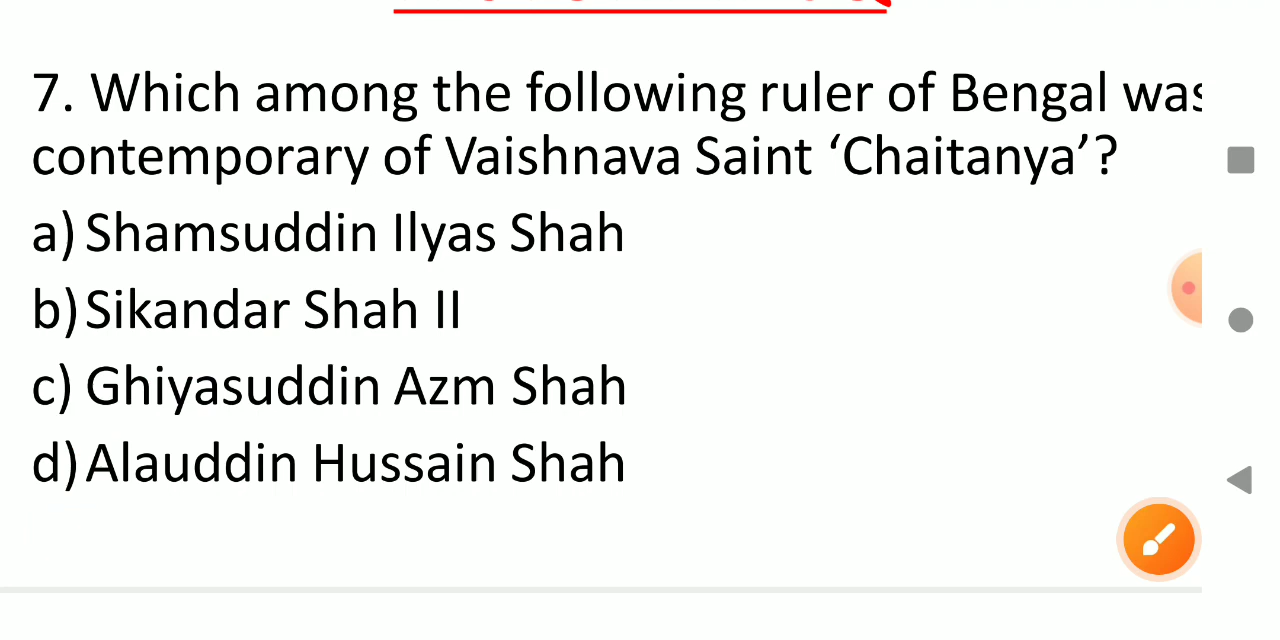 7. Which among the following ruler of Bengal was
contemporary of Vaishnava Saint ‘Chaitanya’?
a) Shamsuddin Ilyas Shah
b) Sikandar Shah II
c) Ghiyasuddin Azm Shah
d) Alauddin Hussain Shah